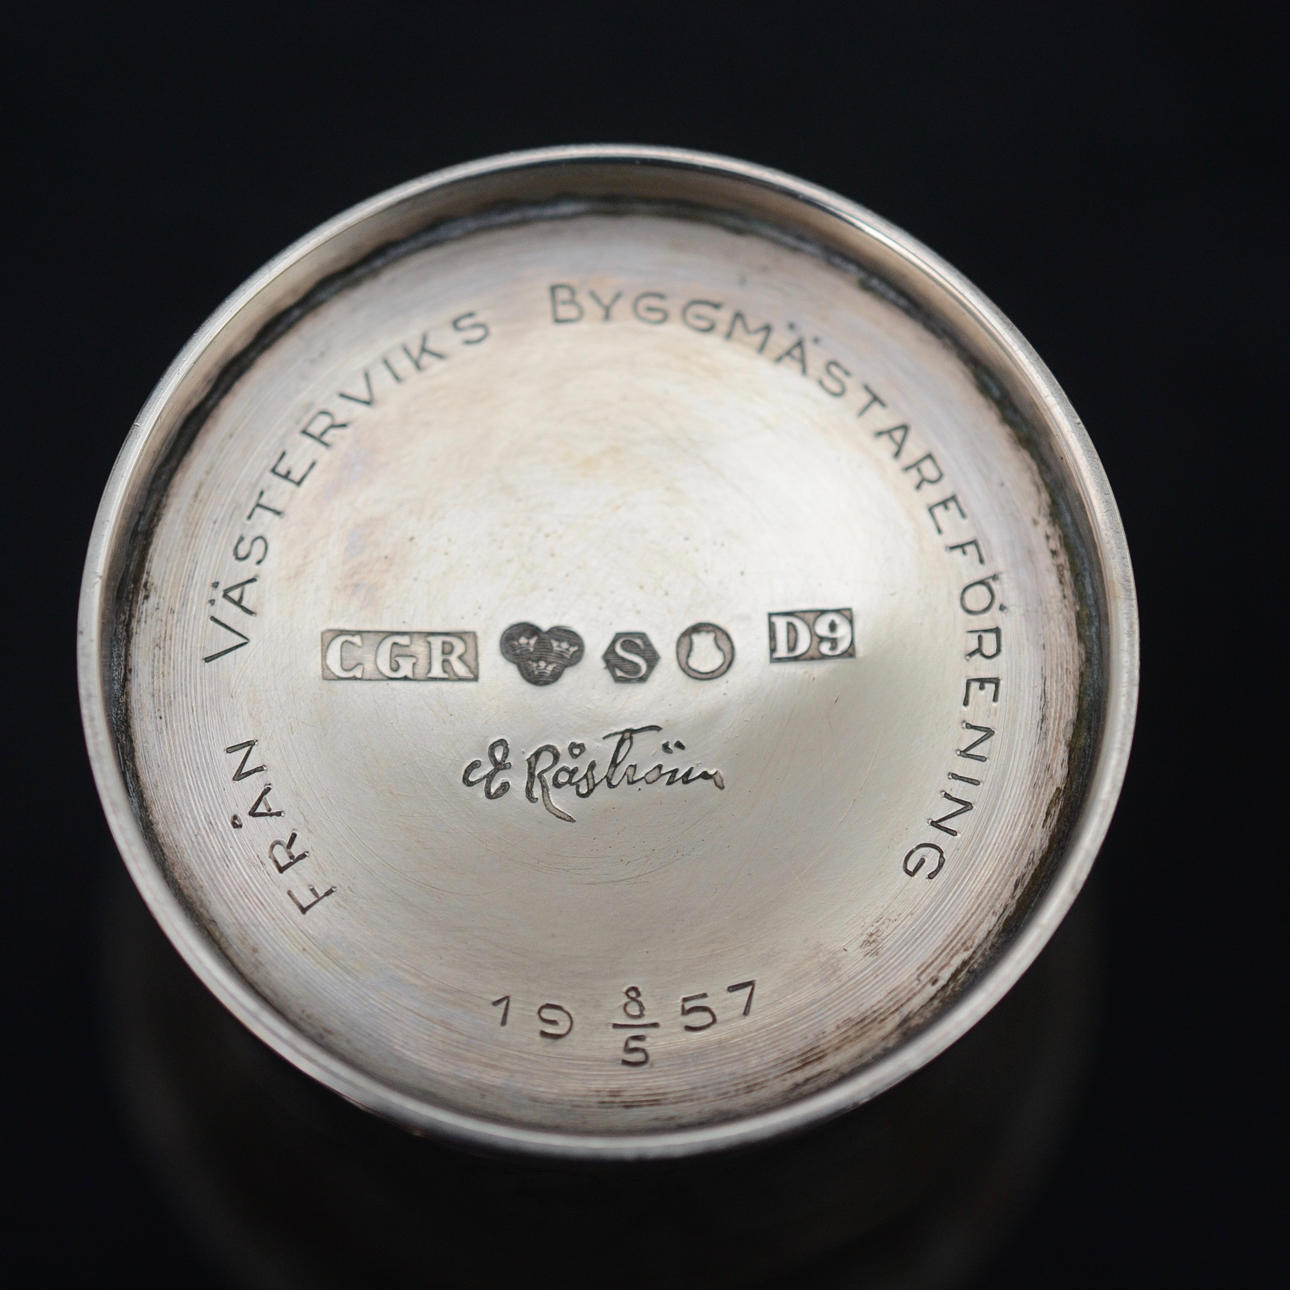 FRÅN VÄSTERVIKS BYGGMÄSTAREFÖRENING
CGR S D9
E Råström
19 8/5 57